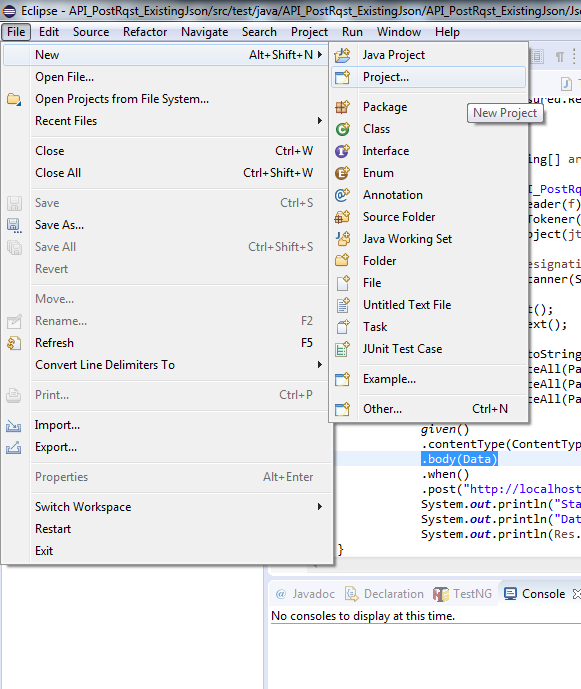 Eclipse - API_PostRqst_ExistingJson/src/test/java/API_PostRqst_ExistingJson/API_PostRqst_ExistingJson/Js
File Edit Source Refactor Navigate Search Project Run Window Help
New Alt+Shift+N
Open File...
Open Projects from File System...
Recent Files
Close Ctrl+W
Close All Ctrl+Shift+W
Save Ctrl+S
Save As...
Save All Ctrl+Shift+S
Revert
Move...
Rename... F2
Refresh F5
Convert Line Delimiters To
Print... Ctrl+P
Import...
Export...
Properties Alt+Enter
Switch Workspace
Restart
Exit
Java Project
Project...
Package
Class
Interface
Enum
Annotation
Source Folder
Java Working Set
Folder
File
Untitled Text File
Task
JUnit Test Case
Example...
Other... Ctrl+N
New Project
sured.Re
ing[] ar
I_PostRq
eader(f)
Tokener(
oject(jt
esignati
canner(S
t();
ext();
toString
ceAll(Pa
ceAll(Pa
ceAll(Pa
given()
.contentType(ContentTyp
.body(Data)
.when()
.post("http://localhost
System.out.println("Sta
System.out.println("Dat
System.out.println(Res.
}
@ Javadoc Declaration TestNG Console
No consoles to display at this time.